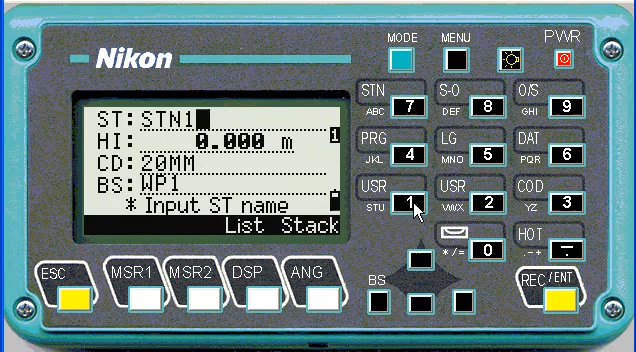 Nikon
MODE MENU PWR
ST: STN1
HI: 0.000 m
1
CD: 20MM
BS: WP1
* Input ST name
List Stack
STN S-O O/S
ABC 7 DEF 8 GHI 9
PRG LG DAT
JKL 4 MNO 5 PQR 6
USR USR COD
STU 1 VWX 2 YZ 3
HOT
*/= 0 .-+ –.
ESC MSR1 MSR2 DSP ANG BS REC/ENT